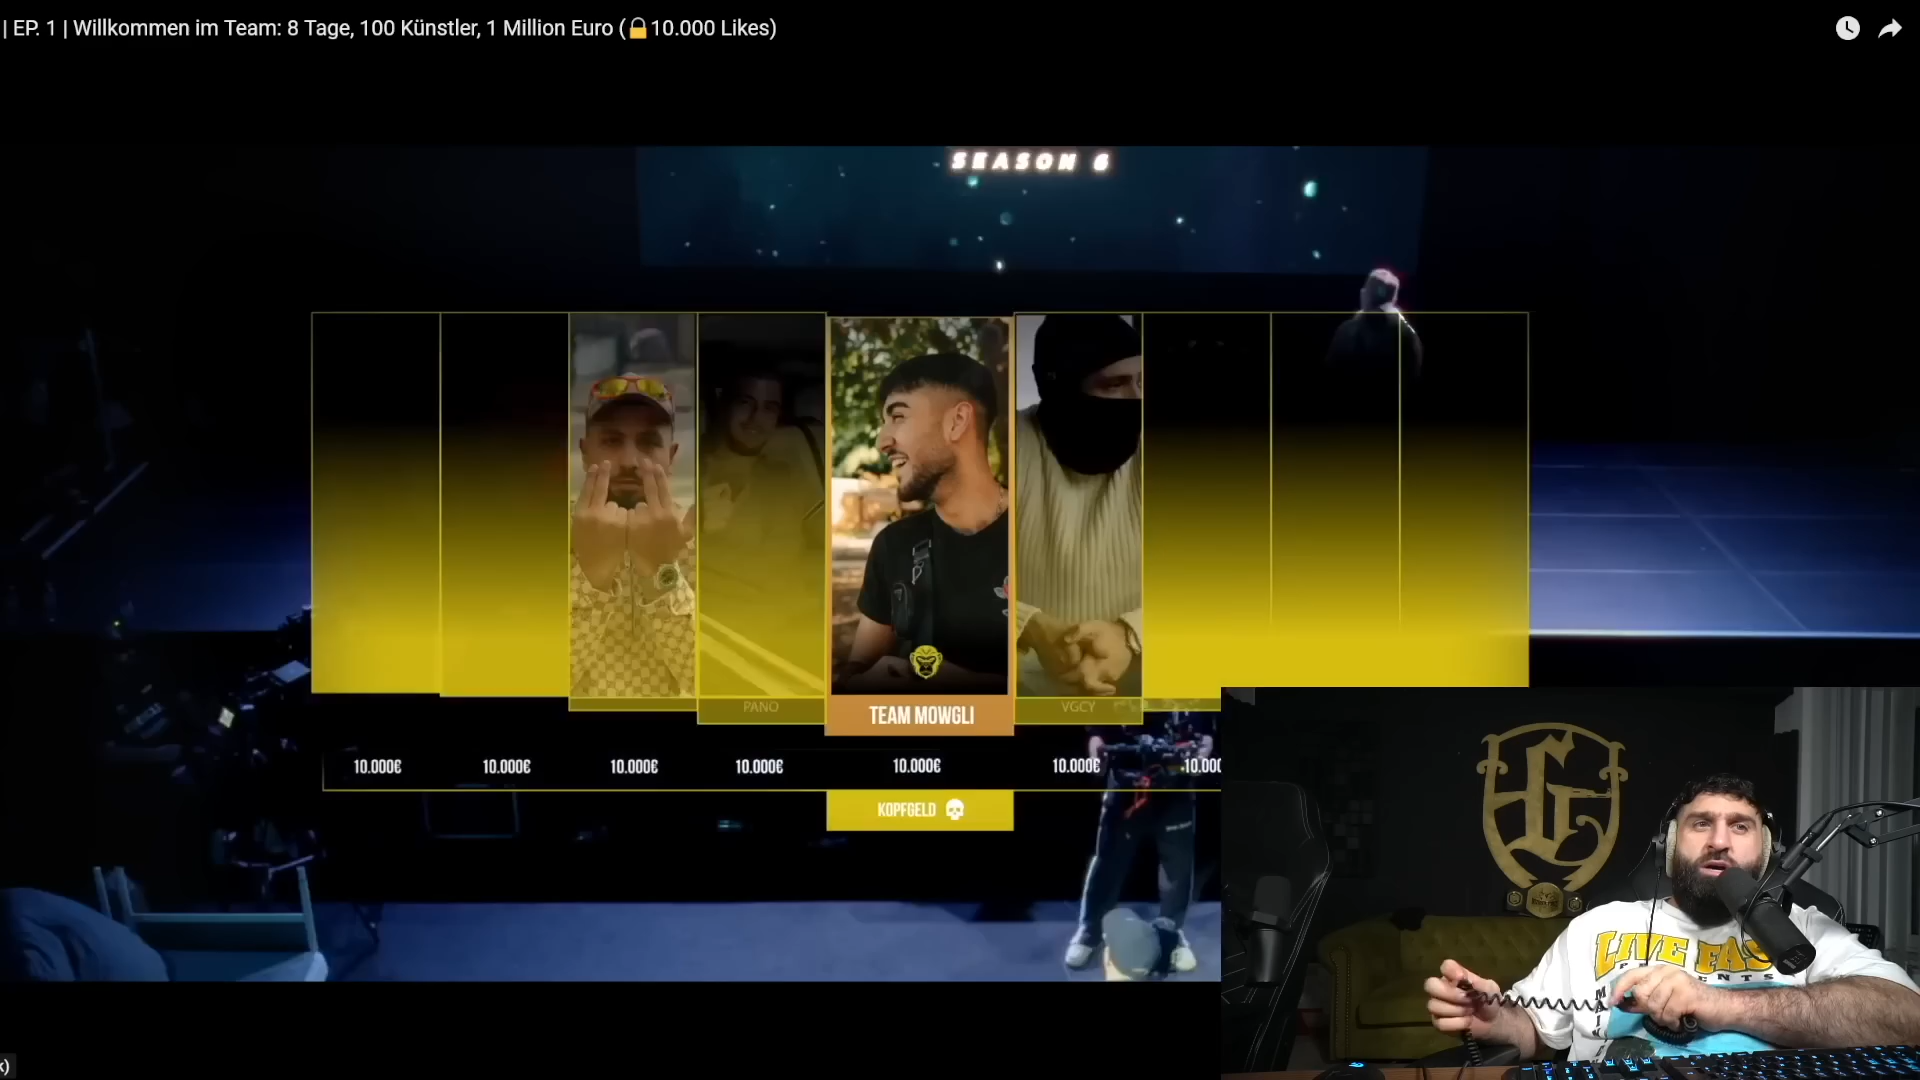 | EP. 1 | Willkommen im Team: 8 Tage, 100 Künstler, 1 Million Euro (🔒10.000 Likes)
SEASON 6
PANO
TEAM MOWGLI
VGCY
10.000€
10.000€
10.000€
10.000€
10.000€
10.000€
KOPFGELD
LIVE FAS